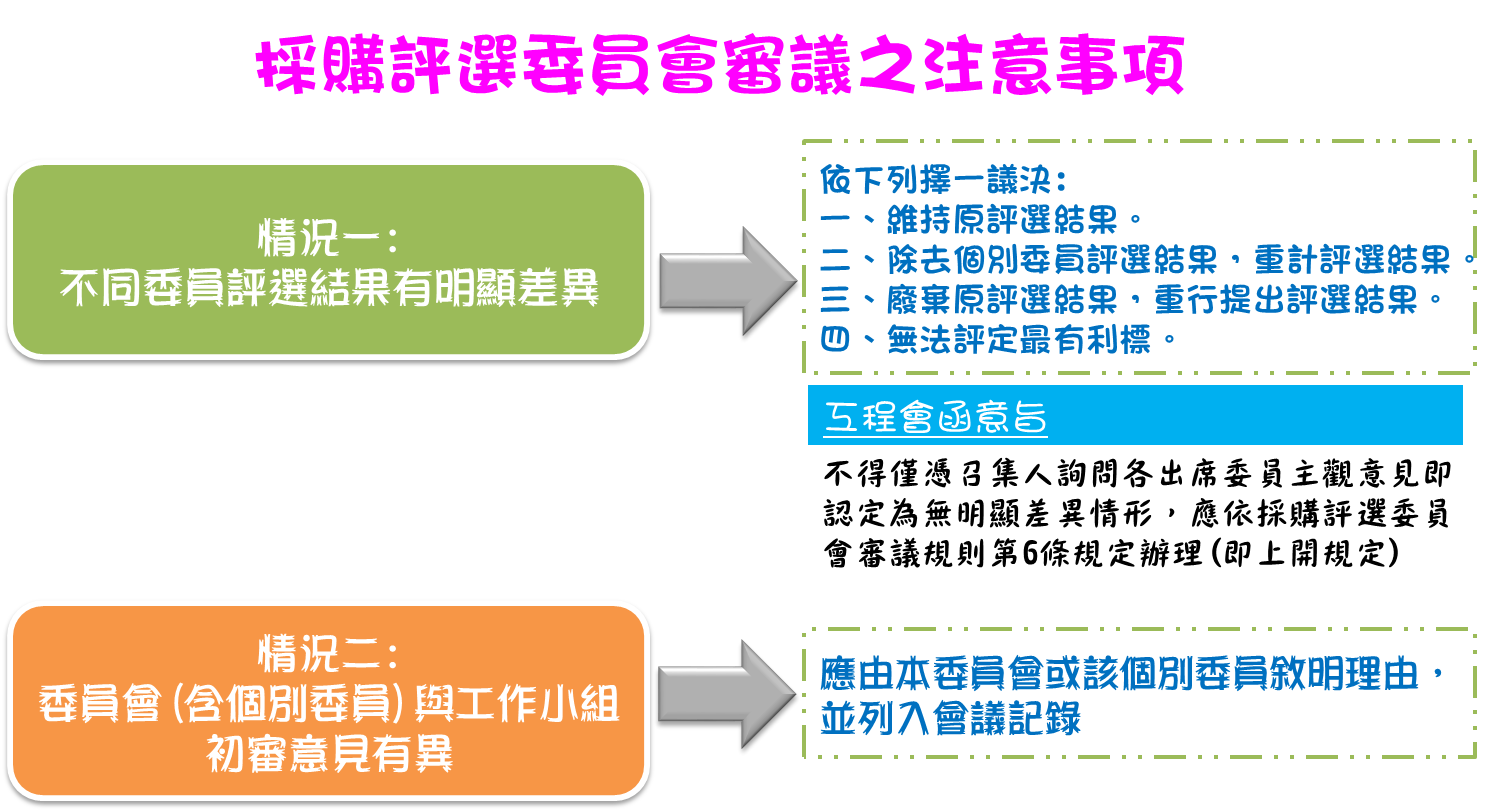 採購評選委員會審議之注意事項
情況一:
不同委員評選結果有明顯差異
依下列擇一議決:
一、維持原評選結果。
二、除去個別委員評選結果，重計評選結果。
三、廢棄原評選結果，重行提出評選結果。
四、無法評定最有利標。
工程會函意旨
不得僅憑召集人詢問各出席委員主觀意見即
認定為無明顯差異情形，應依採購評選委員
會審議規則第6條規定辦理(即上開規定)
情況二:
委員會(含個別委員)與工作小組
初審意見有異
應由本委員會或該個別委員敘明理由，
並列入會議記錄